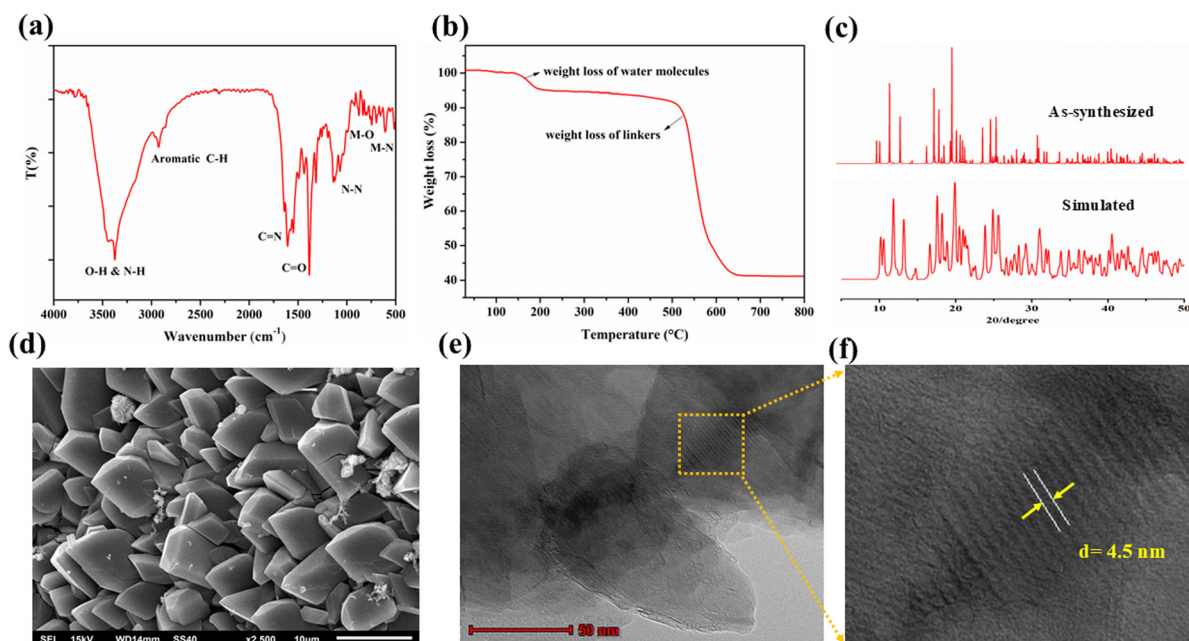 (a)
T(%)
Aromatic C-H
O-H & N-H
C=N
C=O
N-N
M-O
M-N
4000 3500 3000 2500 2000 1500 1000 500
Wavenumber (cm-1)
(b)
Weight loss (%)
100
90
80
70
60
50
40
weight loss of water molecules
weight loss of linkers
100 200 300 400 500 600 700 800
Temperature (°C)
(c)
As-synthesized
Simulated
10 20 30 40 50
2θ/degree
(d)
SEI 15kV WD14mm SS40 x2,500 10μm
(e)
50 nm
(f)
d= 4.5 nm